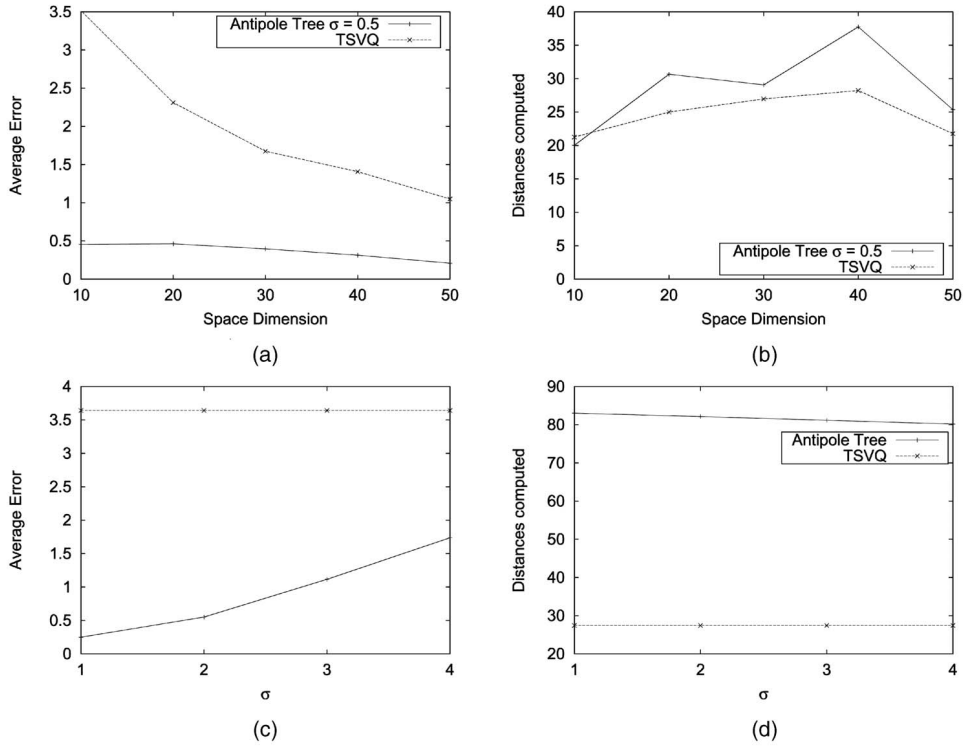 Antipole Tree σ = 0.5
TSVQ
Average Error
3.5
3
2.5
2
1.5
1
0.5
0
10
20
30
40
50
Space Dimension
(a)
Antipole Tree σ = 0.5
TSVQ
Distances computed
40
35
30
25
20
15
10
5
0
10
20
30
40
50
Space Dimension
(b)
Average Error
4
3.5
3
2.5
2
1.5
1
0.5
0
1
2
3
4
σ
(c)
Antipole Tree
TSVQ
Distances computed
90
80
70
60
50
40
30
20
1
2
3
4
σ
(d)